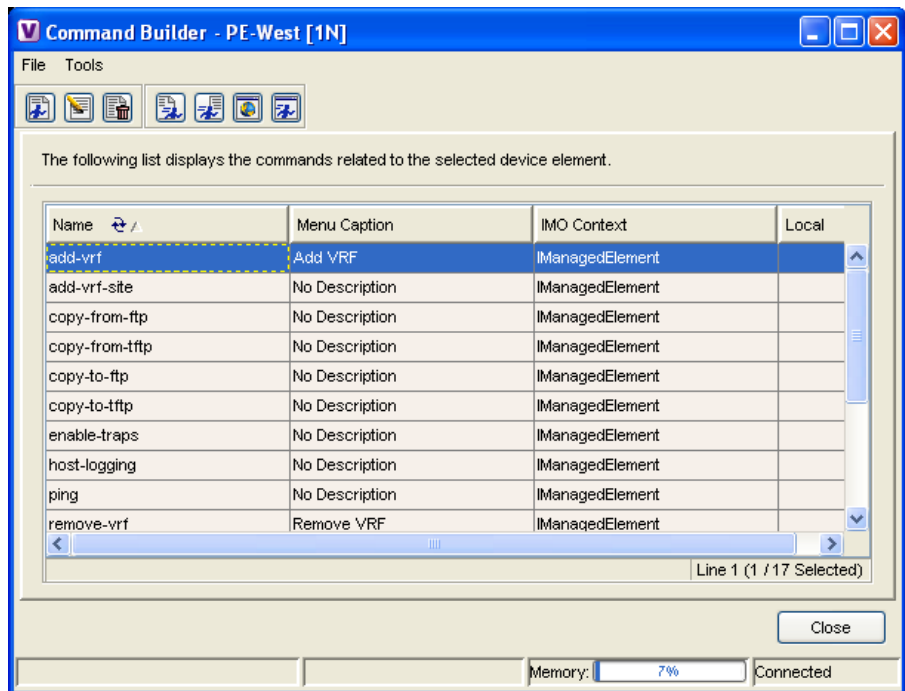 V Command Builder - PE-West [1N]
File Tools
The following list displays the commands related to the selected device element.
Name Menu Caption IMO Context Local
add-vrf Add VRF IManagedElement
add-vrf-site No Description IManagedElement
copy-from-ftp No Description IManagedElement
copy-from-tftp No Description IManagedElement
copy-to-ftp No Description IManagedElement
copy-to-tftp No Description IManagedElement
enable-traps No Description IManagedElement
host-logging No Description IManagedElement
ping No Description IManagedElement
remove-vrf Remove VRF IManagedElement
Line 1 (1 / 17 Selected)
Close
Memory: 7% Connected